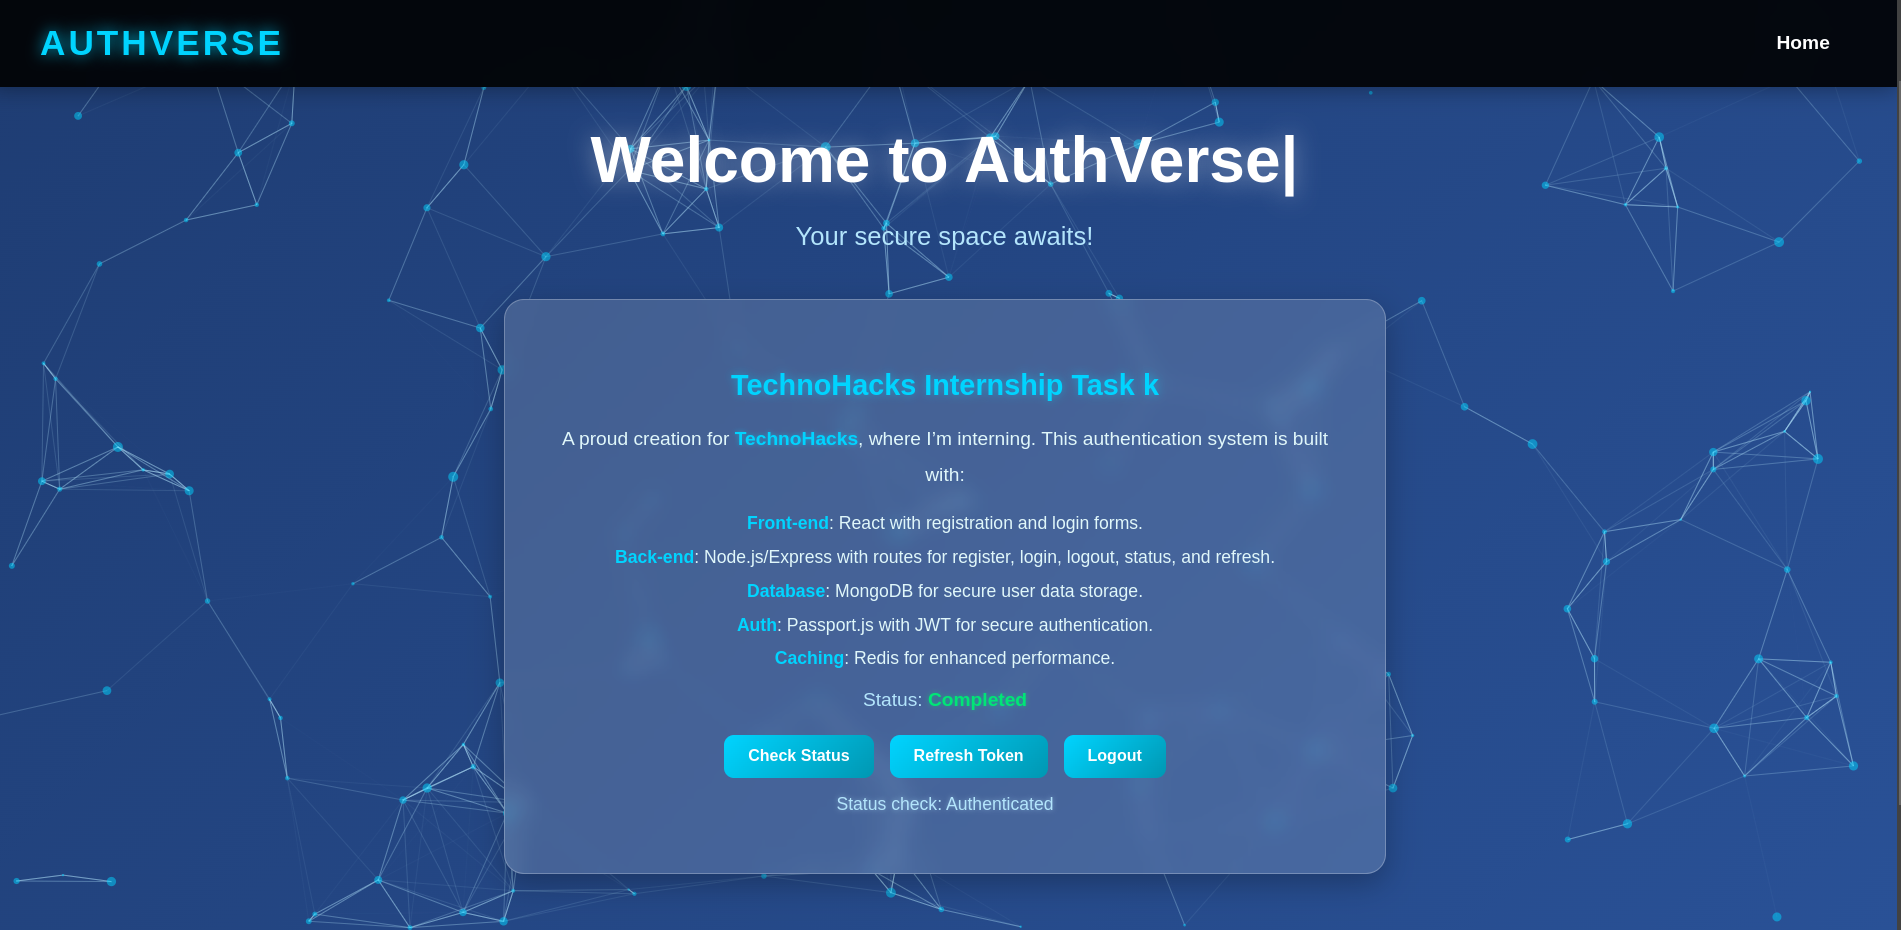 AUTHVERSE
Home
Welcome to AuthVerse|
Your secure space awaits!
TechnoHacks Internship Task k
A proud creation for TechnoHacks, where I’m interning. This authentication system is built
with:
Front-end: React with registration and login forms.
Back-end: Node.js/Express with routes for register, login, logout, status, and refresh.
Database: MongoDB for secure user data storage.
Auth: Passport.js with JWT for secure authentication.
Caching: Redis for enhanced performance.
Status: Completed
Check Status Refresh Token Logout
Status check: Authenticated